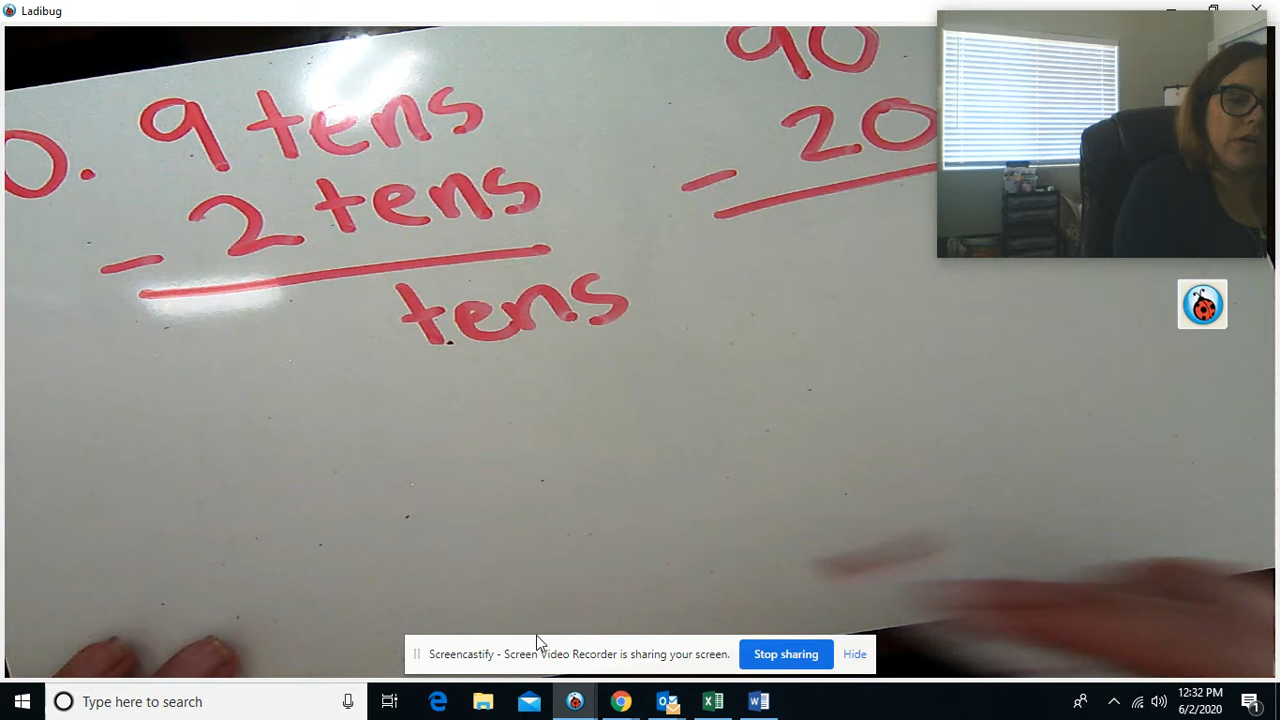 Ladibug
0. 9 tens
- 2 tens
tens
90
- 20
Screencastify - Screen Video Recorder is sharing your screen.
Stop sharing
Hide
Type here to search
12:32 PM
6/2/2020